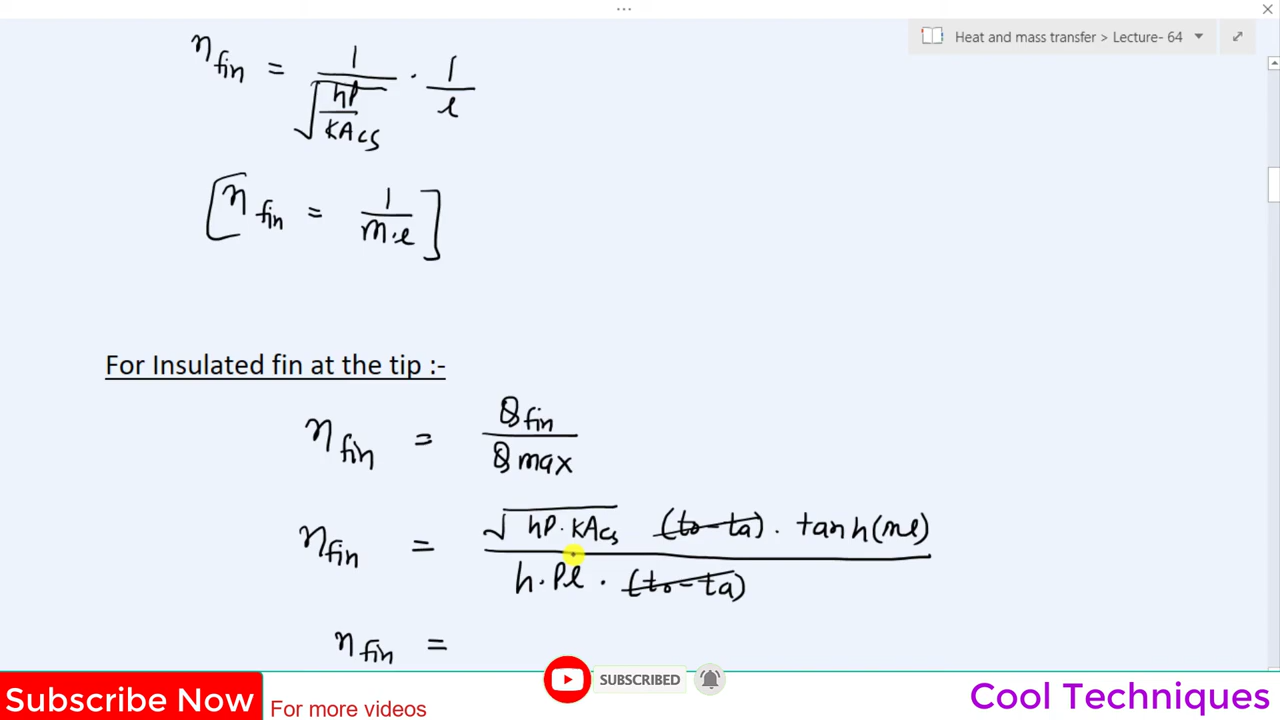 Heat and mass transfer > Lecture- 64
η fin = 1 / √(hP / KAcs) · 1 / l
[η fin = 1 / m·l]
For Insulated fin at the tip :-
η fin = Q fin / Q max
η fin = √(hP·KAcs) (to-ta) · tanh(ml) / h·Pl · (to-ta)
η fin =
SUBSCRIBED
Subscribe Now
For more videos
Cool Techniques